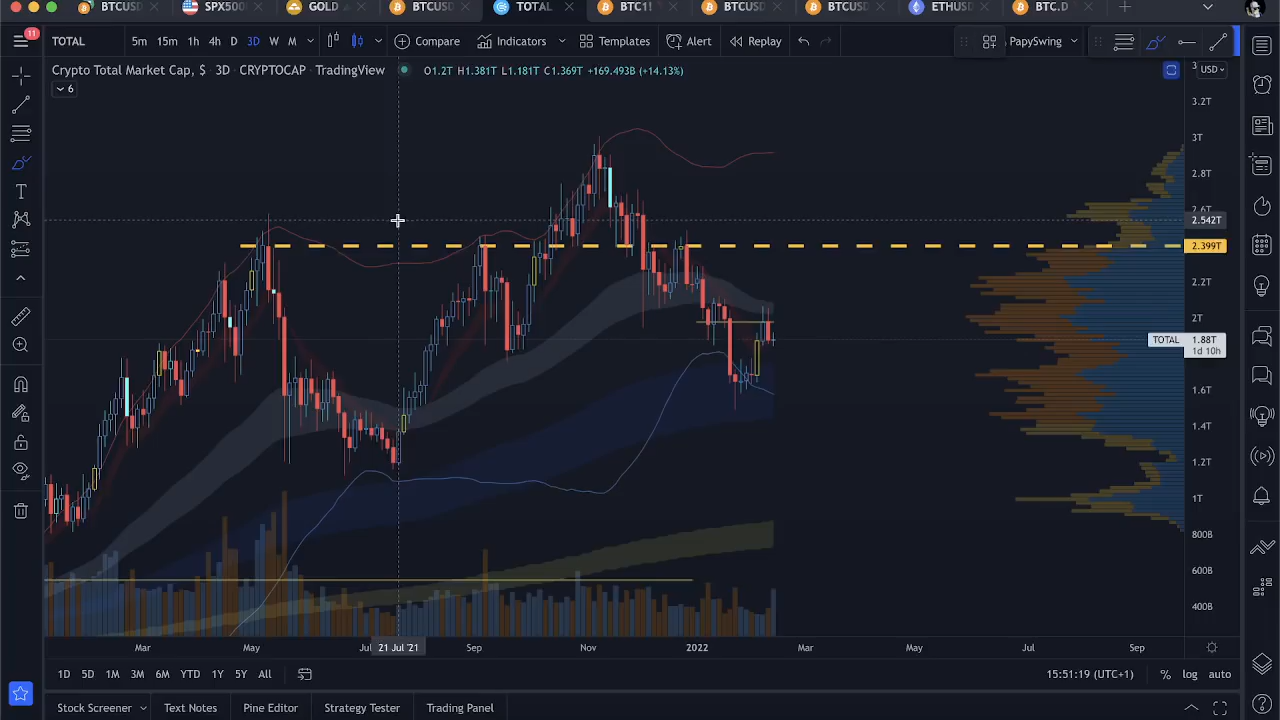 BTCUSD SPX500 GOLD BTCUSD TOTAL BTC1! BTCUSD BTCUSD ETHUSD BTC.D
11
TOTAL 5m 15m 1h 4h D 3D W M Compare Indicators Templates Alert Replay PapySwing
Crypto Total Market Cap, $ 3D CRYPTOCAP TradingView O1.2T H1.381T L1.181T C1.369T +169.493B (+14.13%)
USD
6
3.2T
3T
2.8T
2.6T
2.542T
2.399T
2.2T
2T
TOTAL 1.88T
1d 10h
1.6T
1.4T
1.2T
1T
800B
600B
400B
Mar May Jul 21 Jul '21 Sep Nov 2022 Mar May Jul Sep
1D 5D 1M 3M 6M YTD 1Y 5Y All 15:51:19 (UTC+1) % log auto
Stock Screener Text Notes Pine Editor Strategy Tester Trading Panel